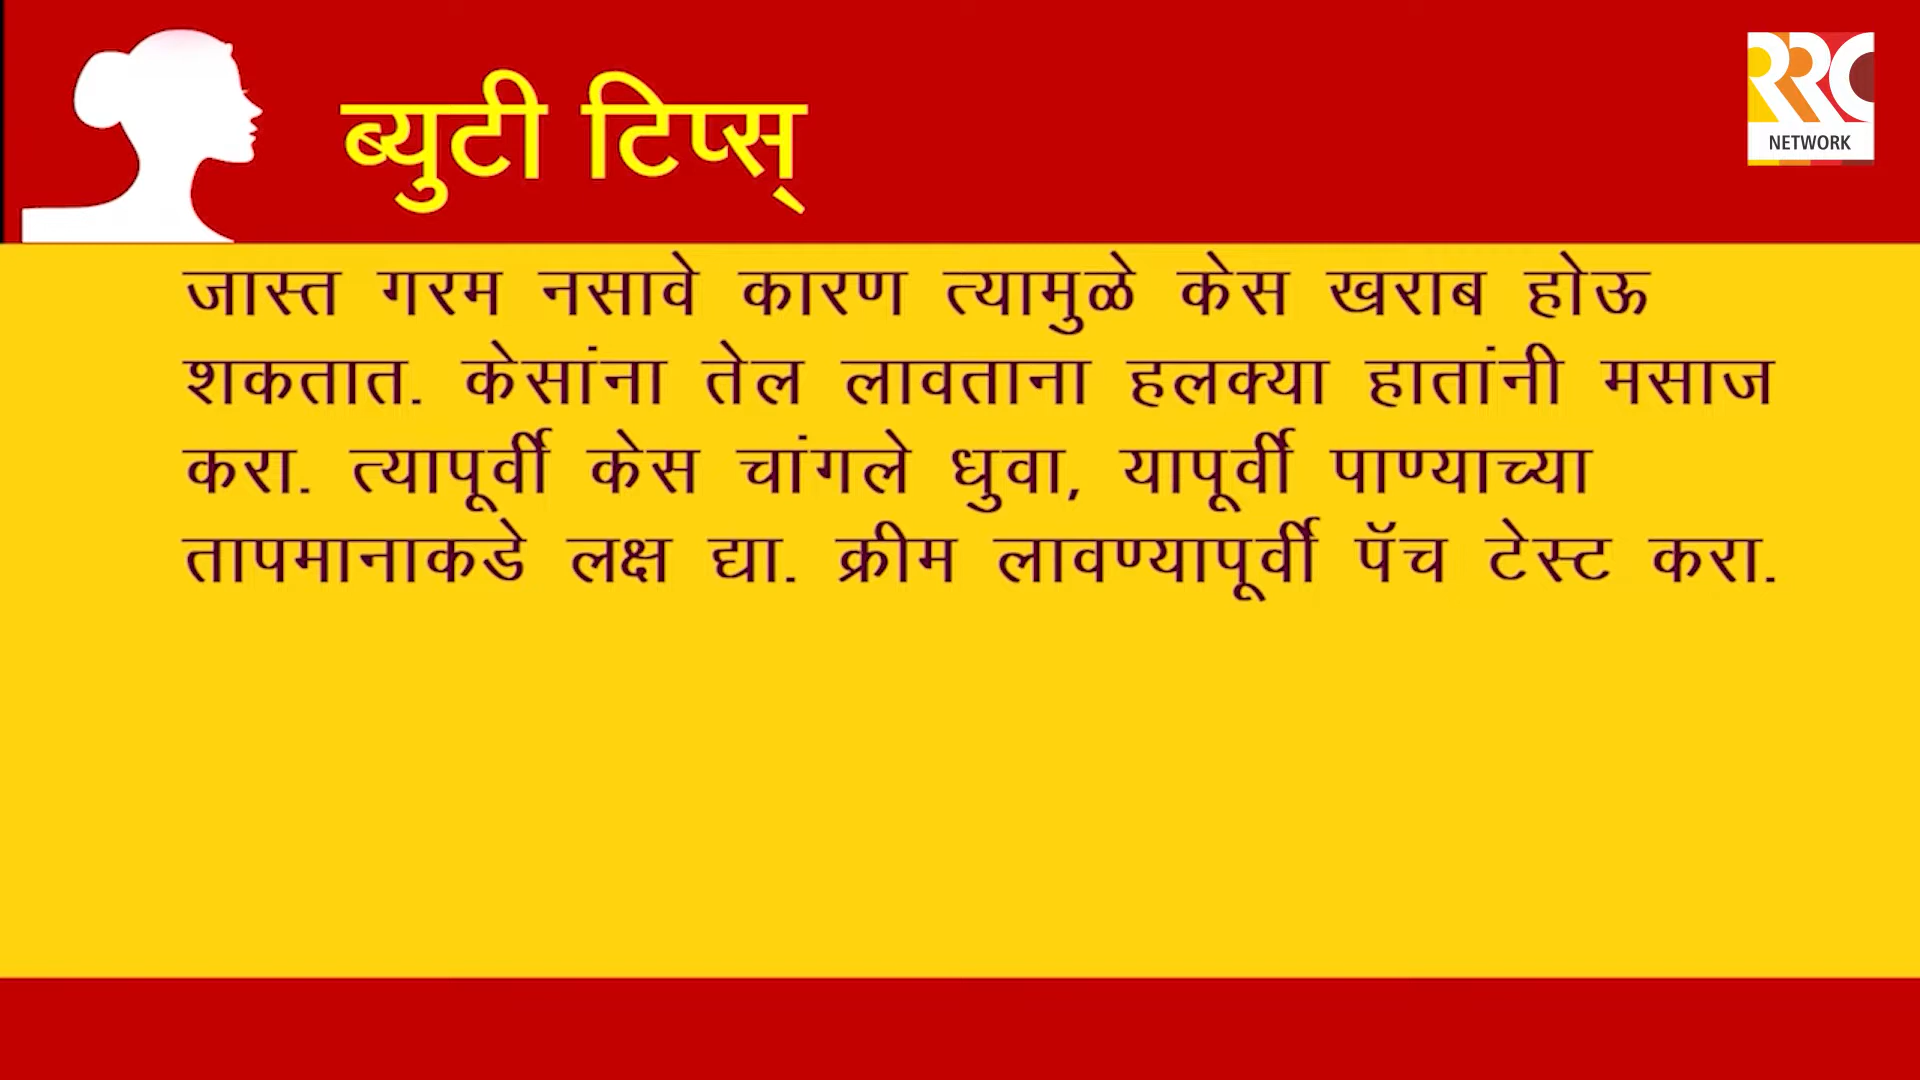 ब्युटी टिप्स्
RRC
NETWORK
जास्त गरम नसावे कारण त्यामुळे केस खराब होऊ
शकतात. केसांना तेल लावताना हलक्या हातांनी मसाज
करा. त्यापूर्वी केस चांगले धुवा, यापूर्वी पाण्याच्या
तापमानाकडे लक्ष द्या. क्रीम लावण्यापूर्वी पॅच टेस्ट करा.